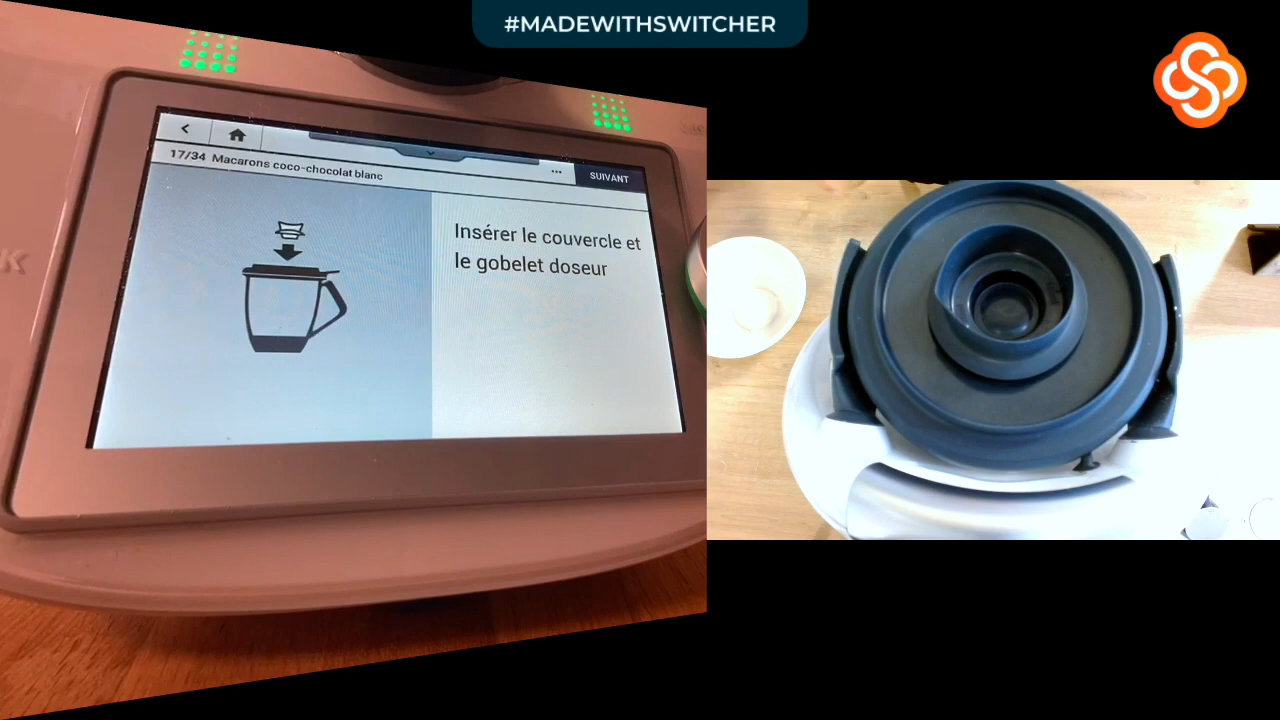 #MADEWITHSWITCHER
17/34 Macarons coco-chocolat blanc
...
SUIVANT
Insérer le couvercle et
le gobelet doseur
K